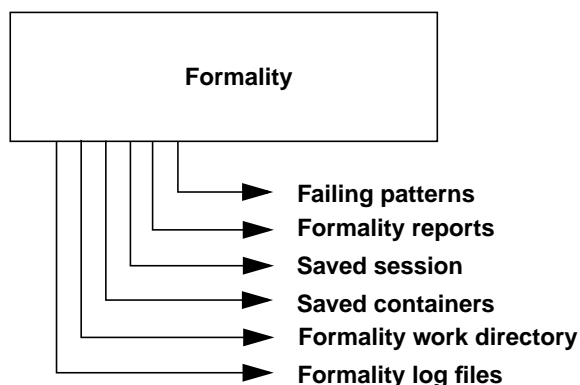 Formality
Failing patterns
Formality reports
Saved session
Saved containers
Formality work directory
Formality log files